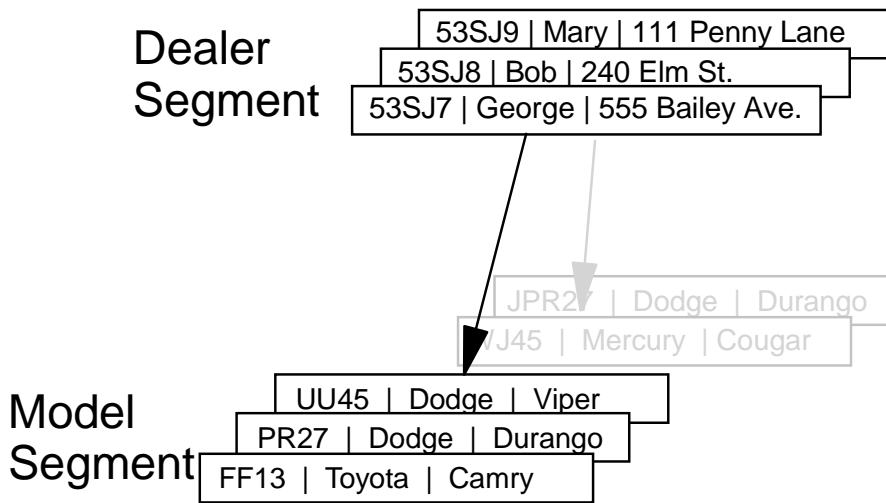 Dealer
Segment
53SJ9 | Mary | 111 Penny Lane
53SJ8 | Bob | 240 Elm St.
53SJ7 | George | 555 Bailey Ave.
JPR27 | Dodge | Durango
Mercury | Cougar
Model
Segment
UU45 | Dodge | Viper
PR27 | Dodge | Durango
FF13 | Toyota | Camry